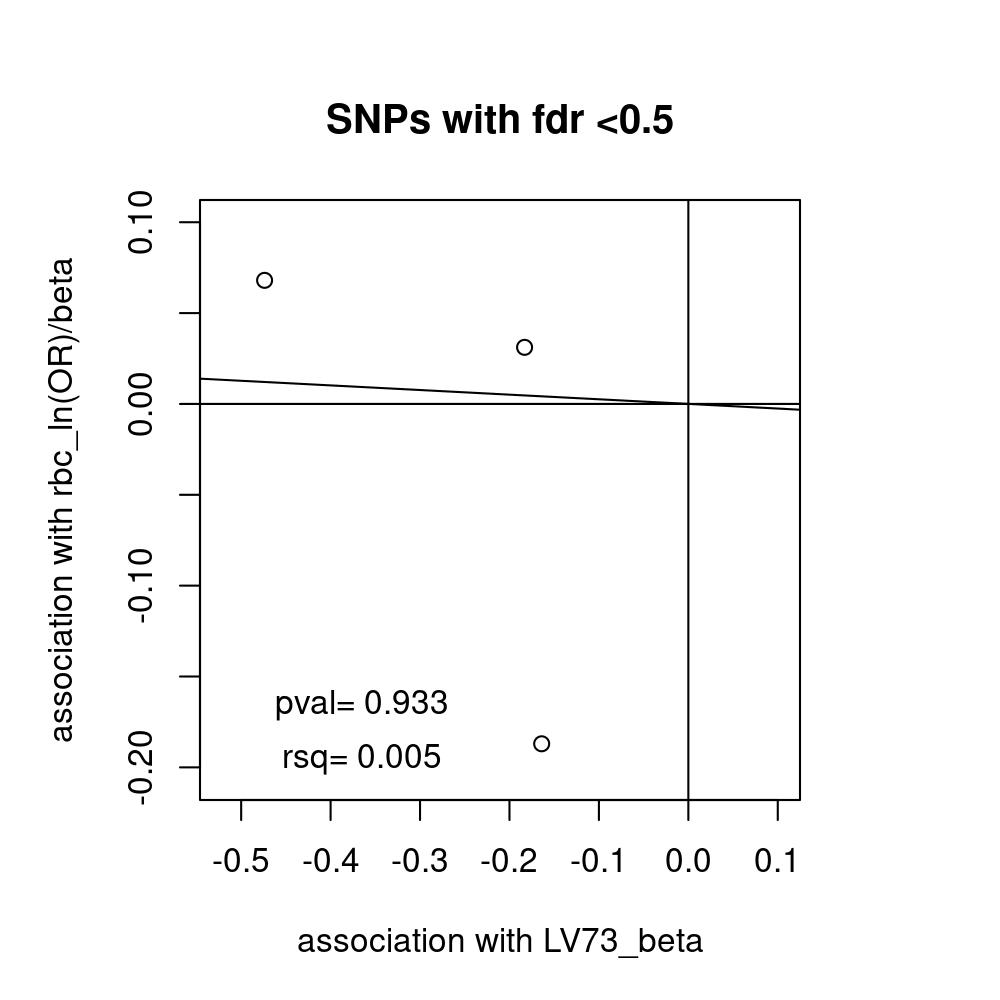 SNPs with fdr <0.5
association with rbc_ln(OR)/beta
0.10
0.00
-0.10
-0.20
pval= 0.933
rsq= 0.005
-0.5 -0.4 -0.3 -0.2 -0.1 0.0 0.1
association with LV73_beta